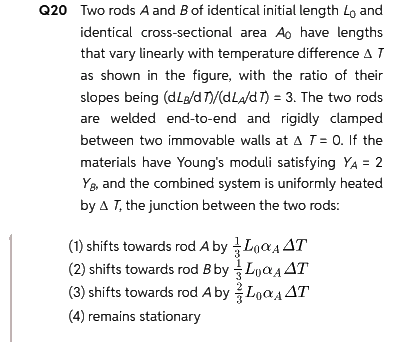 Q20 Two rods A and B of identical initial length L₀ and
identical cross-sectional area A₀ have lengths
that vary linearly with temperature difference Δ T
as shown in the figure, with the ratio of their
slopes being (dL_B/dT)/(dL_A/dT) = 3. The two rods
are welded end-to-end and rigidly clamped
between two immovable walls at Δ T = 0. If the
materials have Young's moduli satisfying Y_A = 2
Y_B, and the combined system is uniformly heated
by Δ T, the junction between the two rods:
(1) shifts towards rod A by 1/3 L₀α_AΔT
(2) shifts towards rod B by 1/3 L₀α_AΔT
(3) shifts towards rod A by 2/3 L₀α_AΔT
(4) remains stationary